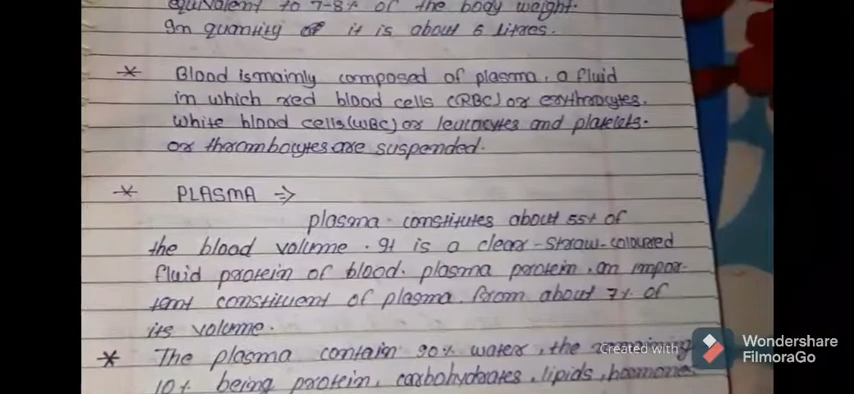 equivalent to 7-8% of the body weight.
In quantity of it is about 5 litres.
* Blood is mainly composed of plasma, a fluid
in which red blood cells (RBC) or erythrocytes.
White blood cells (WBC) or leucocytes and platelets.
or thrombocytes are suspended.
* PLASMA ⇒
plasma constitutes about 55% of
the blood volume. It is a clear-straw-coloured
fluid protein of blood. plasma protein, an impor-
tant constituent of plasma. from about 7% of
its volume.
* The plasma contain 90% water, the remaining
10% being protein, carbohydrates, lipids, hormones
Created with
Wondershare
FilmoraGo